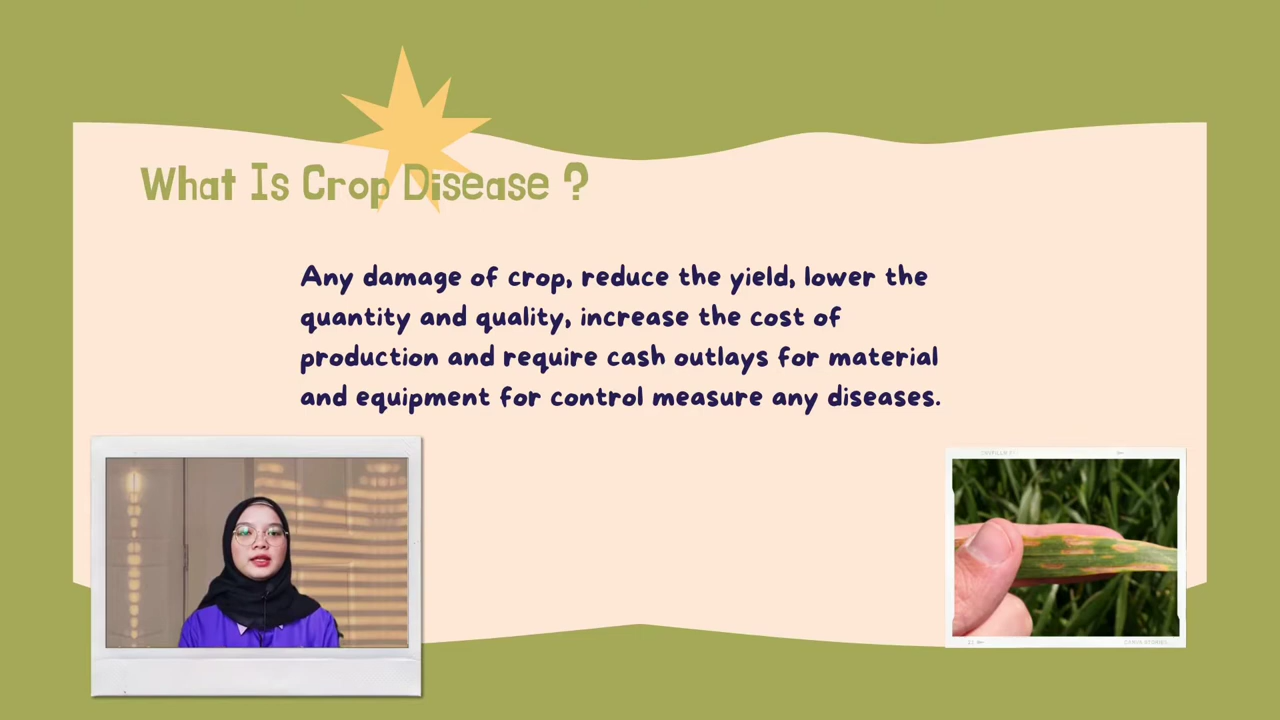 What Is Crop Disease ?
Any damage of crop, reduce the yield, lower the
quantity and quality, increase the cost of
production and require cash outlays for material
and equipment for control measure any diseases.